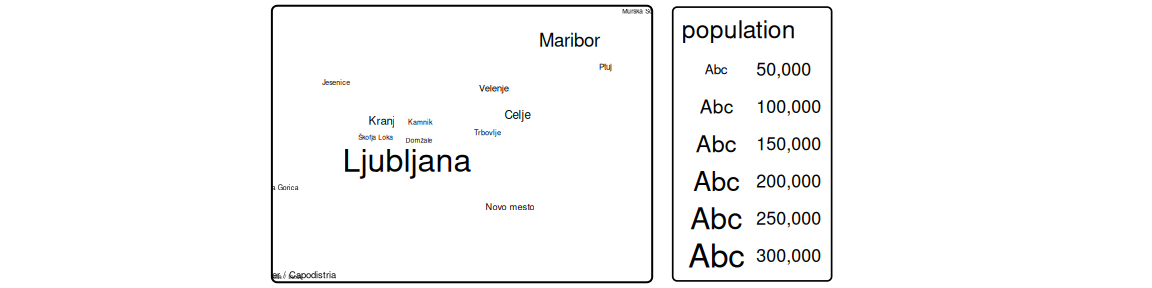 Murska So
Maribor
Ptuj
Jesenice
Velenje
Celje
Kranj
Kamnik
Trbovlje
Škofja Loka
Domžale
Ljubljana
a Gorica
Novo mesto
er / Capodistria
population
Abc 50,000
Abc 100,000
Abc 150,000
Abc 200,000
Abc 250,000
Abc 300,000